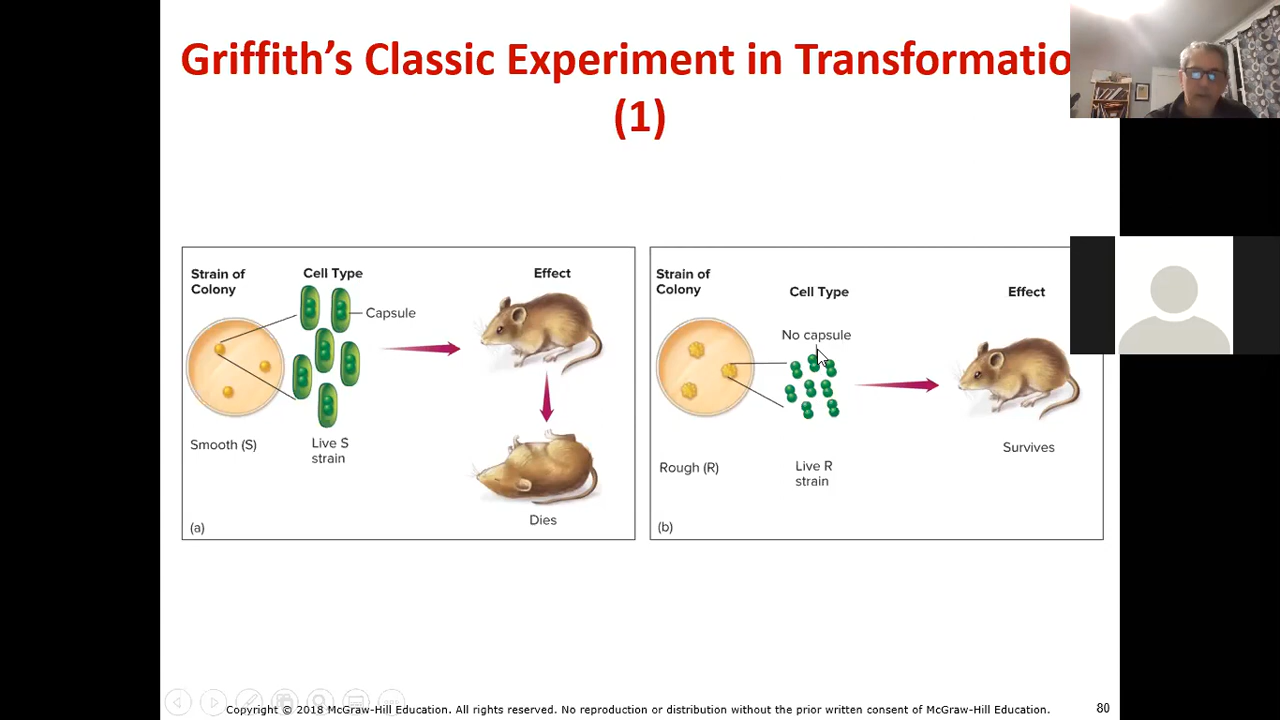 Griffith's Classic Experiment in Transformatio
(1)
Strain of
Colony
Cell Type
Effect
Capsule
Smooth (S)
Live S
strain
Dies
(a)
Strain of
Colony
Cell Type
Effect
No capsule
Rough (R)
Live R
strain
Survives
(b)
Copyright © 2018 McGraw-Hill Education. All rights reserved. No reproduction or distribution without the prior written consent of McGraw-Hill Education.
80